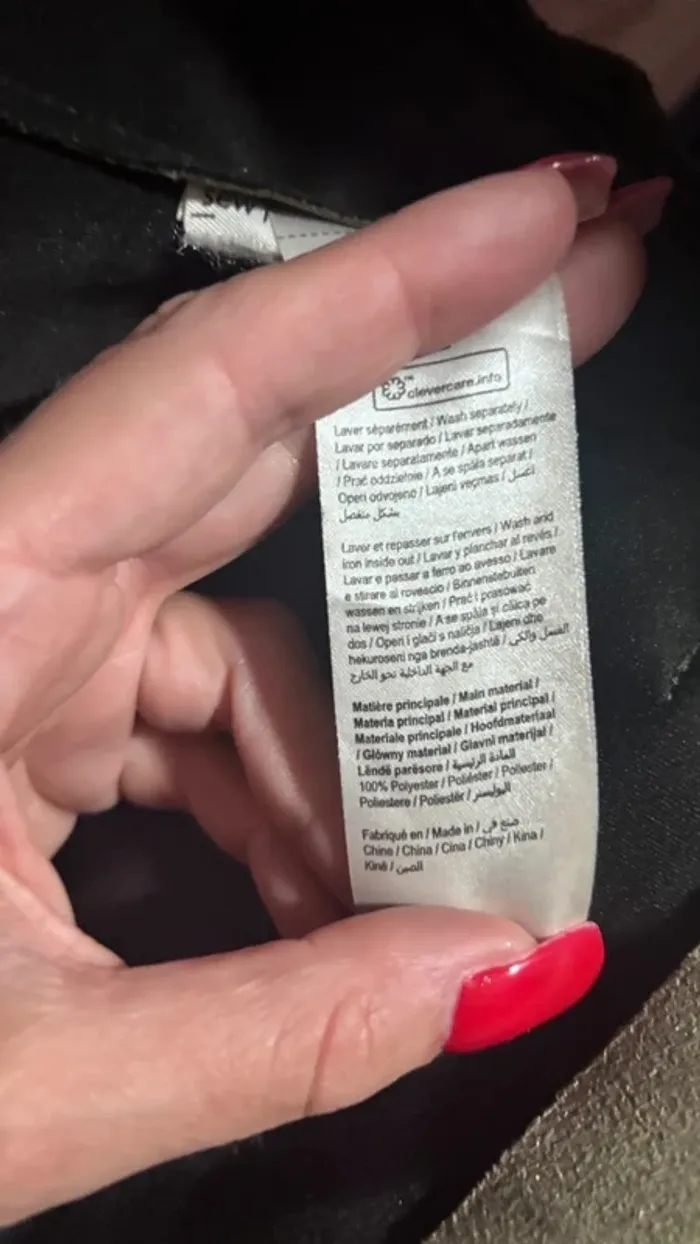 clevercare.info
Laver séparément / Wash separately /
Lavar por separado / Lavar separadamente
/ Lavare separatamente / Apart wassen
/ Prać oddzielnie / A se spăla separat /
Operi odvojeno / Lajeni veçmas / اغسل
بشكل منفصل
Laver et repasser sur l'envers / Wash and
iron inside out / Lavar y planchar al revés /
Lavar e passar a ferro ao avesso / Lavare
e stirare al rovescio / Binnenstebuiten
wassen en strijken / Prać i prasować
na lewej stronie / A se spăla și călca pe
dos / Operi i glači s naličja / Lajeni dhe
hekuroseni nga brenda-jashtë / الغسل والكي
مع الجهة الداخلية نحو الخارج
Matière principale / Main material /
Materia principal / Material principal /
Materiale principale / Hoofdmateriaal
/ Główny material / Glavni materijal /
Lëndë parësore / المادة الرئيسية
100% Polyester / Poliéster / Poliester /
Poliestere / Poliestër / البوليستر
Fabriqué en / Made in / صنع في
Chine / China / Cina / Chiny / Kina /
Kinë / الصين